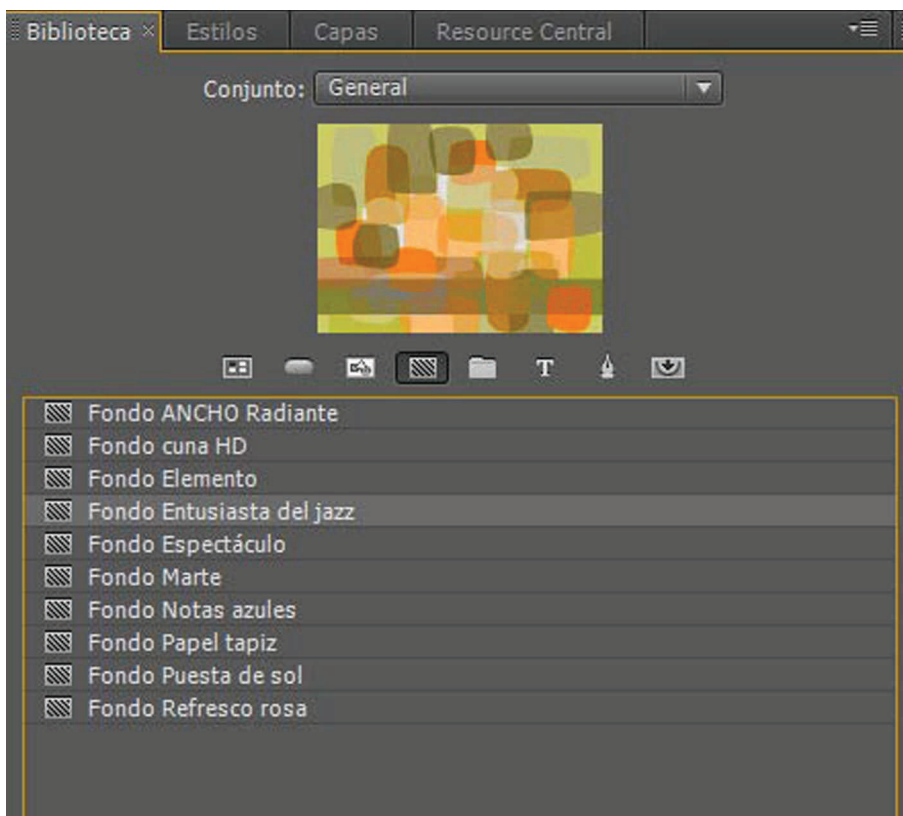 Biblioteca Estilos Capas Resource Central
Conjunto: General
T
Fondo ANCHO Radiante
Fondo cuna HD
Fondo Elemento
Fondo Entusiasta del jazz
Fondo Espectáculo
Fondo Marte
Fondo Notas azules
Fondo Papel tapiz
Fondo Puesta de sol
Fondo Refresco rosa